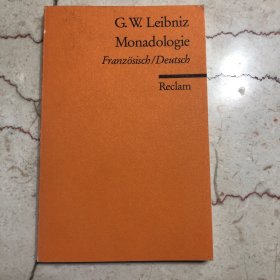 G. W. Leibniz
Monadologie
Französisch/Deutsch
Reclam